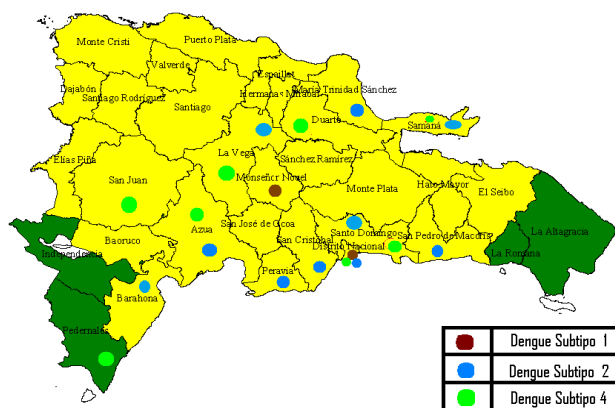 Monte Cristi
Puerto Plata
Valverde
Espaillat
Dajabón
Santiago Rodríguez
Hermanas Mirabal
María Trinidad Sánchez
Santiago
Duarte
Samaná
La Vega
Sánchez Ramírez
Elías Piña
San Juan
Monseñor Nouel
Monte Plata
Hato Mayor
El Seibo
Azua
San José de Ocoa
San Cristóbal
Santo Domingo
San Pedro de Macorís
La Altagracia
Baoruco
Distrito Nacional
La Romana
Independencia
Peravia
Barahona
Pedernales
Dengue Subtipo 1
Dengue Subtipo 2
Dengue Subtipo 4